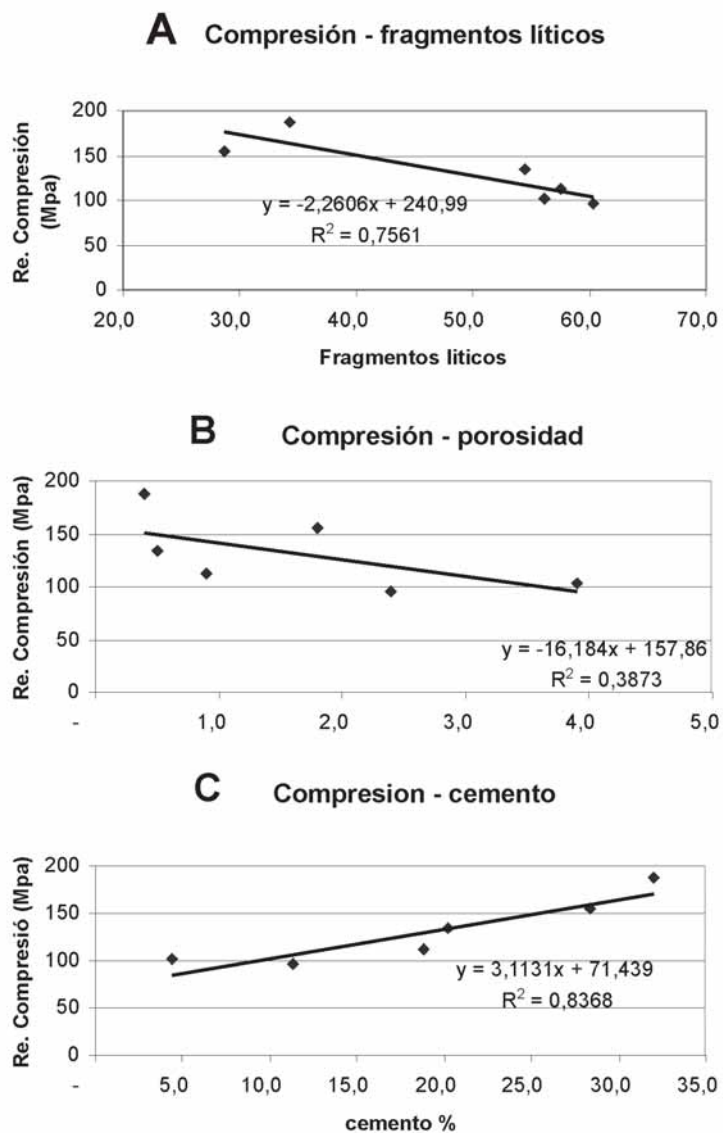 A Compresión - fragmentos líticos
Re. Compresión
(Mpa)
200
150
100
50
0
y = -2,2606x + 240,99
R² = 0,7561
20,0 30,0 40,0 50,0 60,0 70,0
Fragmentos liticos
B Compresión - porosidad
Re. Compresión (Mpa)
200
150
100
50
0
y = -16,184x + 157,86
R² = 0,3873
- 1,0 2,0 3,0 4,0 5,0
C Compresion - cemento
Re. Compresió (Mpa)
200
150
100
50
0
y = 3,1131x + 71,439
R² = 0,8368
- 5,0 10,0 15,0 20,0 25,0 30,0 35,0
cemento %